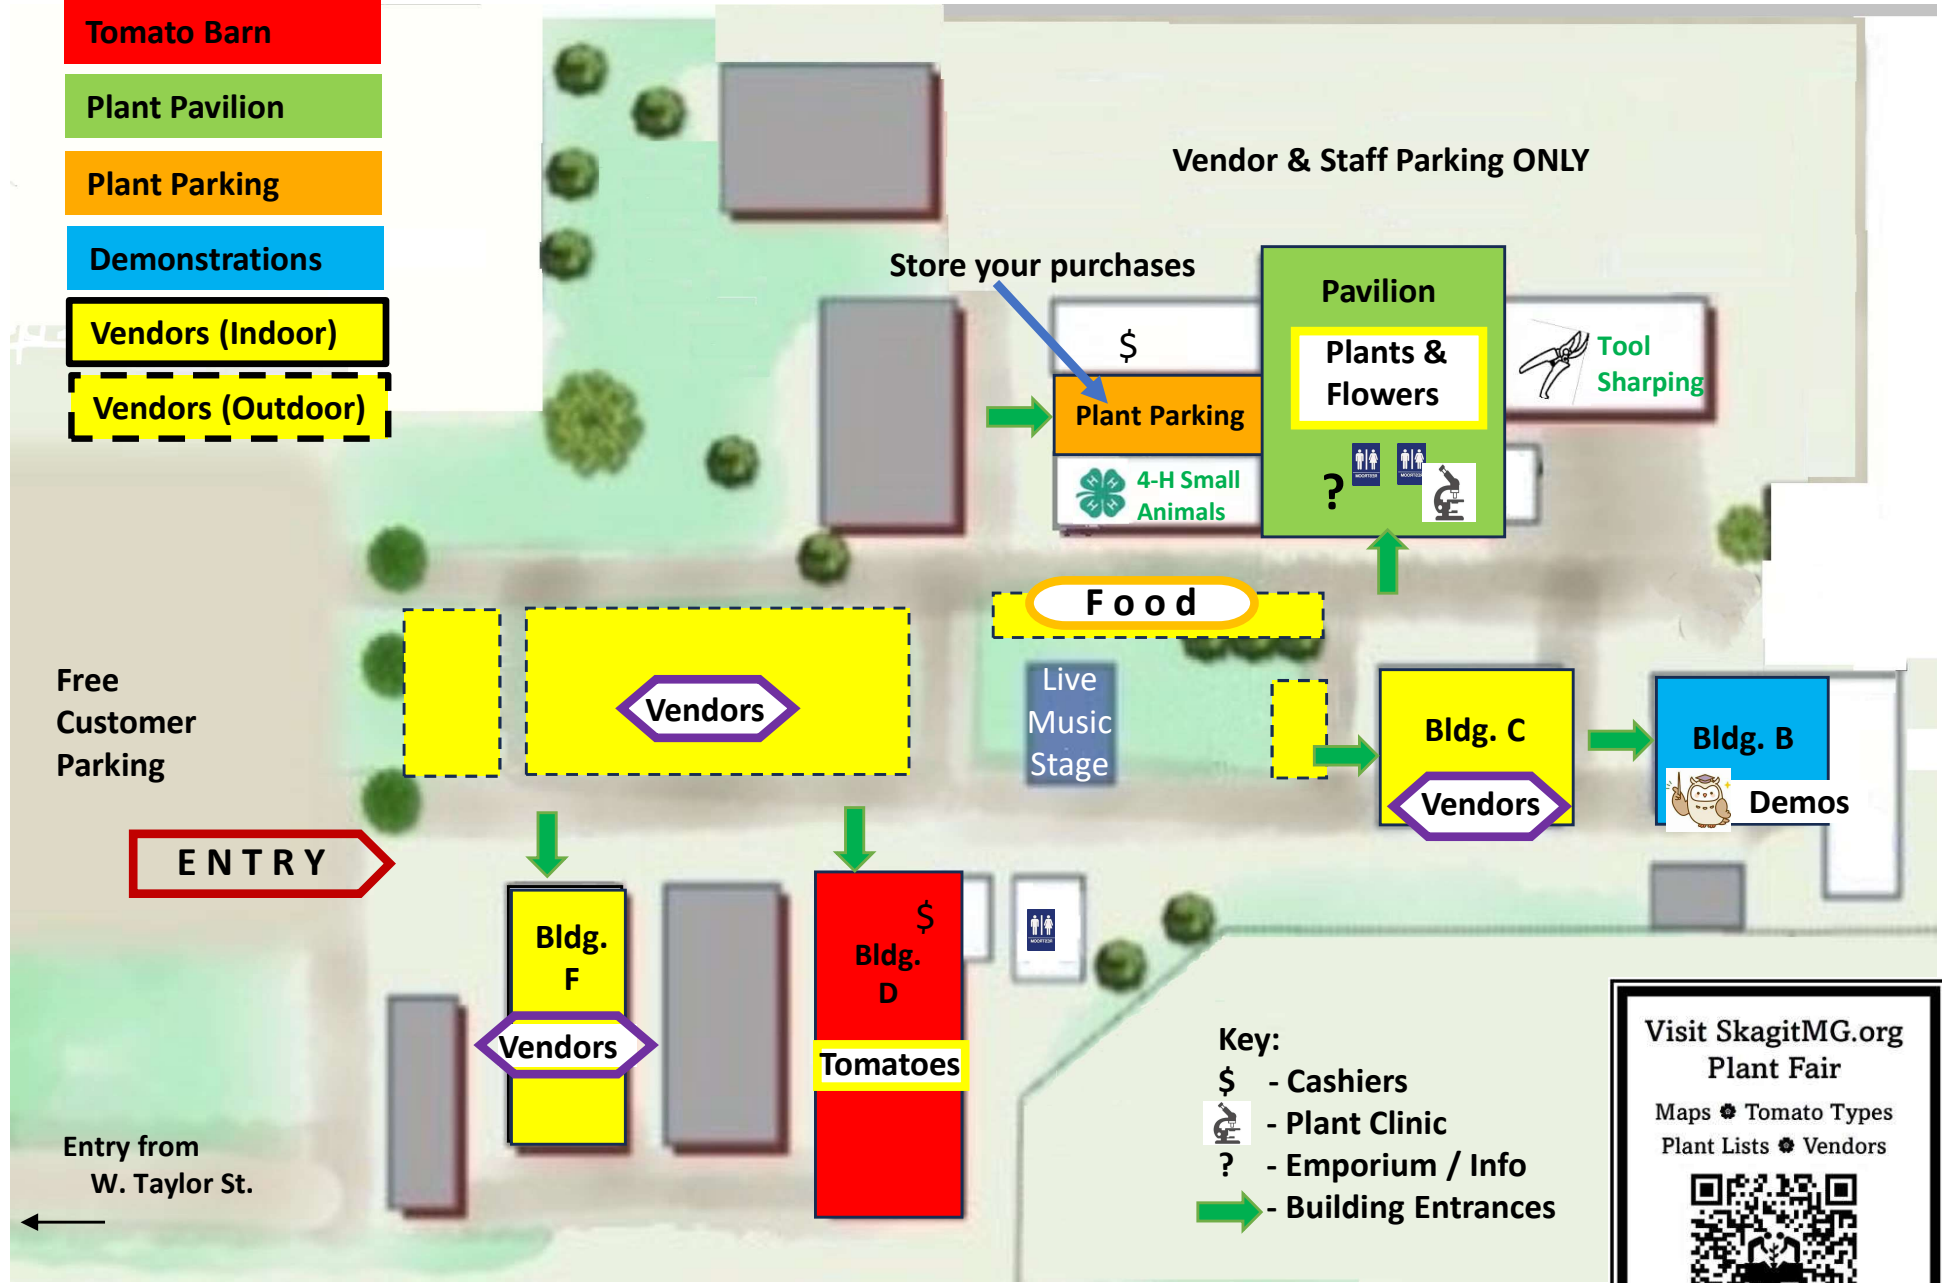 Tomato Barn
Plant Pavilion
Plant Parking
Demonstrations
Vendors (Indoor)
Vendors (Outdoor)
Vendor & Staff Parking ONLY
Store your purchases
$
Plant Parking
4-H Small
Animals
Pavilion
Plants &
Flowers
?
Tool
Sharping
Food
Live
Music
Stage
Vendors
Free
Customer
Parking
ENTRY
Bldg. C
Vendors
Bldg. B
Demos
Bldg.
F
Vendors
$
Bldg.
D
Tomatoes
Entry from
W. Taylor St.
Key:
$ - Cashiers
- Plant Clinic
? - Emporium / Info
- Building Entrances
Visit SkagitMG.org
Plant Fair
Maps Tomato Types
Plant Lists Vendors